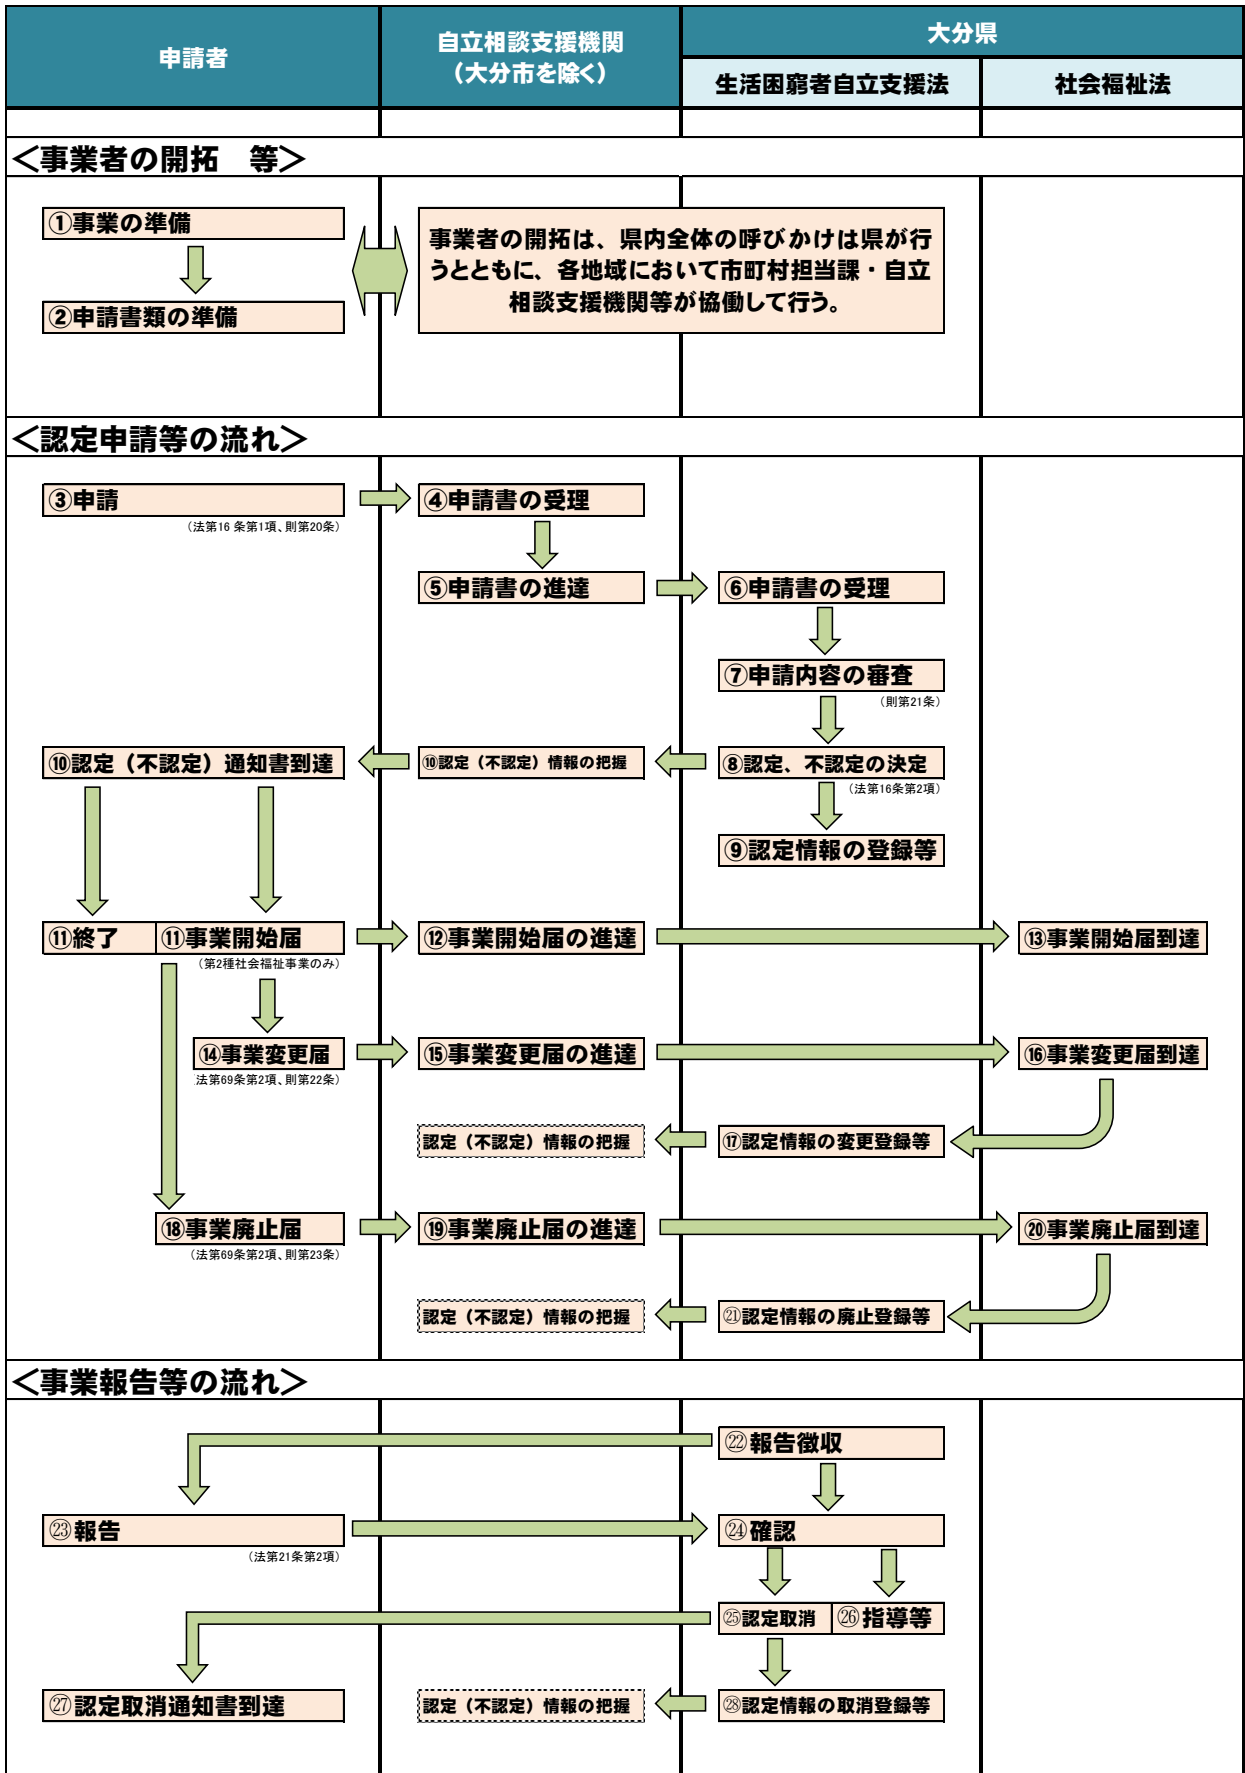 申請者
自立相談支援機関
（大分市を除く）
大分県
生活困窮者自立支援法
社会福祉法
＜事業者の開拓　等＞
①事業の準備
②申請書類の準備
事業者の開拓は、県内全体の呼びかけは県が行
うとともに、各地域において市町村担当課・自立
相談支援機関等が協働して行う。
＜認定申請等の流れ＞
③申請
（法第16 条第1項、則第20条）
④申請書の受理
⑤申請書の進達
⑥申請書の受理
⑦申請内容の審査
（則第21条）
⑩認定（不認定）通知書到達
⑩認定（不認定）情報の把握
⑧認定、不認定の決定
（法第16条第2項）
⑨認定情報の登録等
⑪終了
⑪事業開始届
（第2種社会福祉事業のみ）
⑫事業開始届の進達
⑬事業開始届到達
⑭事業変更届
（法第69条第2項、則第22条）
⑮事業変更届の進達
⑯事業変更届到達
認定（不認定）情報の把握
⑰認定情報の変更登録等
⑱事業廃止届
（法第69条第2項、則第23条）
⑲事業廃止届の進達
⑳事業廃止届到達
認定（不認定）情報の把握
㉑認定情報の廃止登録等
＜事業報告等の流れ＞
㉒報告徴収
㉓報告
（法第21条第2項）
㉔確認
㉕認定取消
㉖指導等
㉗認定取消通知書到達
認定（不認定）情報の把握
㉘認定情報の取消登録等